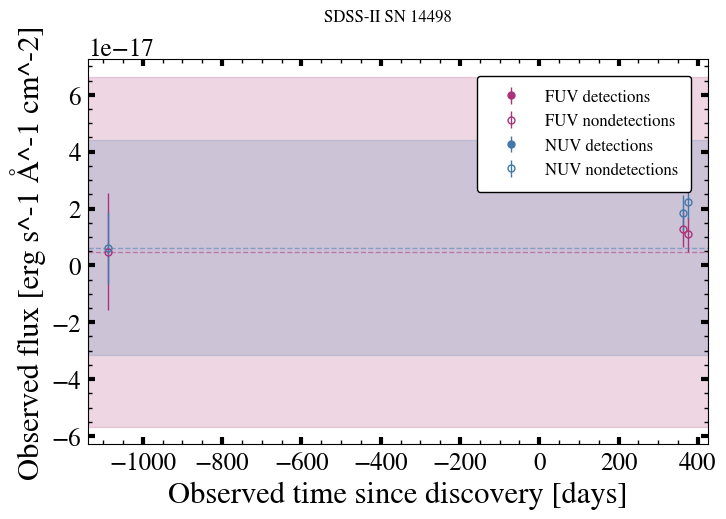 SDSS-II SN 14498
1e−17
6
4
2
0
−2
−4
−6
Observed flux [erg s^-1 Å^-1 cm^-2]
FUV detections
FUV nondetections
NUV detections
NUV nondetections
−1000 −800 −600 −400 −200 0 200 400
Observed time since discovery [days]